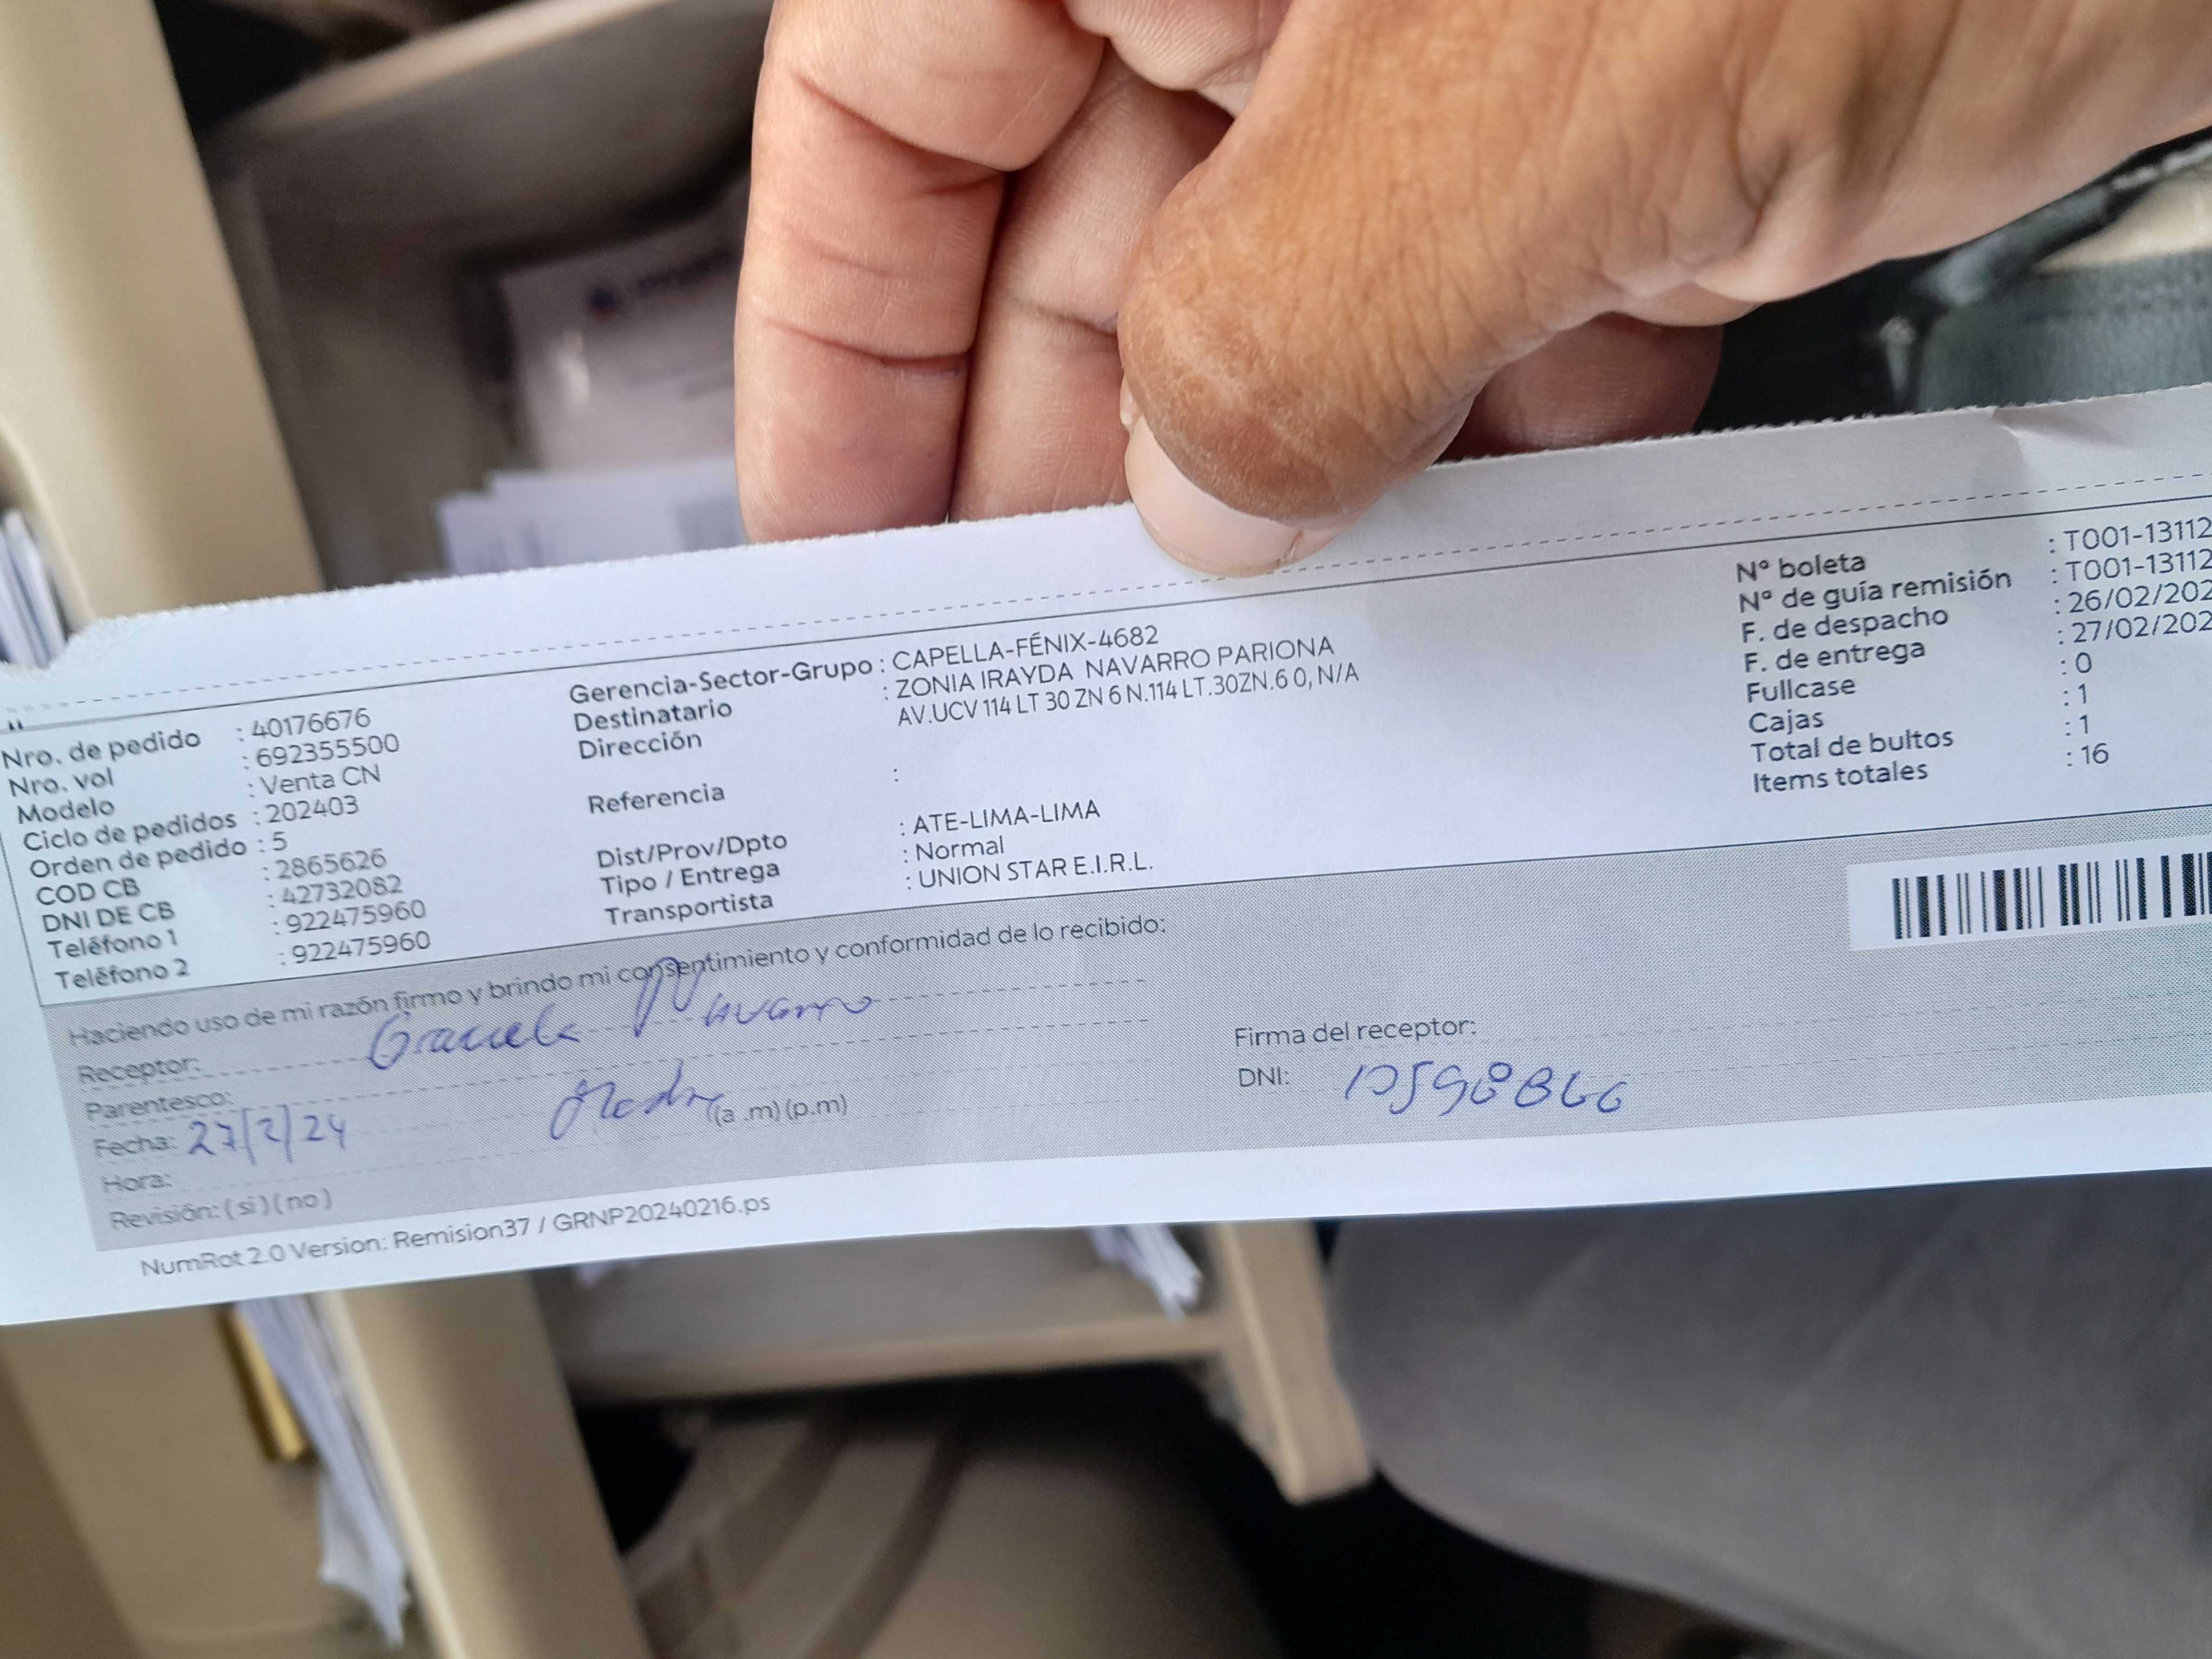 Nro. de pedido : 40176676
Nro. vol : 692355500
Modelo : Venta CN
Ciclo de pedidos : 202403
Orden de pedido : 5
COD CB : 2865626
DNI DE CB : 42732082
Teléfono 1 : 922475960
Teléfono 2 : 922475960
Gerencia-Sector-Grupo : CAPELLA-FÉNIX-4682
Destinatario : ZONIA IRAYDA NAVARRO PARIONA
Dirección AV.UCV 114 LT 30 ZN 6 N.114 LT.30ZN.6 0, N/A
Referencia :
Dist/Prov/Dpto : ATE-LIMA-LIMA
Tipo / Entrega : Normal
Transportista : UNION STAR E.I.R.L.
Nº boleta : T001-13112
Nº de guía remisión : T001-13112
F. de despacho : 26/02/202
F. de entrega : 27/02/202
Fullcase : 0
Cajas : 1
Total de bultos : 1
Items totales : 16
Haciendo uso de mi razón firmo y brindo mi consentimiento y conformidad de lo recibido:
Receptor: Graciela Navarro
Parentesco: Madre
Fecha: 27/2/24
Hora: (a .m) (p.m)
Revisión: ( si ) ( no )
Firma del receptor:
DNI:
NumRot 2.0 Version: Remision37 / GRNP20240216.ps